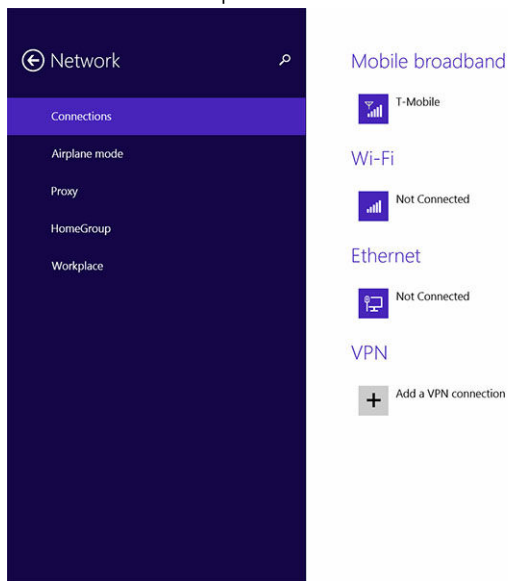 Network
Connections
Airplane mode
Proxy
HomeGroup
Workplace
Mobile broadband
T-Mobile
Wi-Fi
Not Connected
Ethernet
Not Connected
VPN
Add a VPN connection